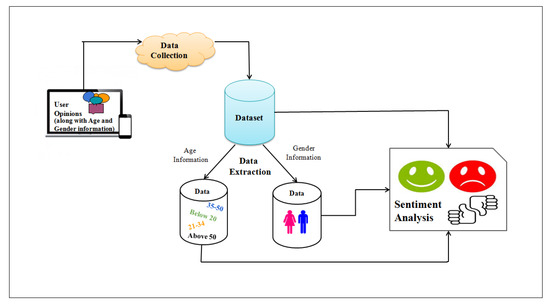 Data
Collection
User
Opinions
(along with Age and
Gender information)
Dataset
Age
Information
Data
Extraction
Gender
Information
Data
35-50
Below 20
21-34
Above 50
Data
Sentiment
Analysis